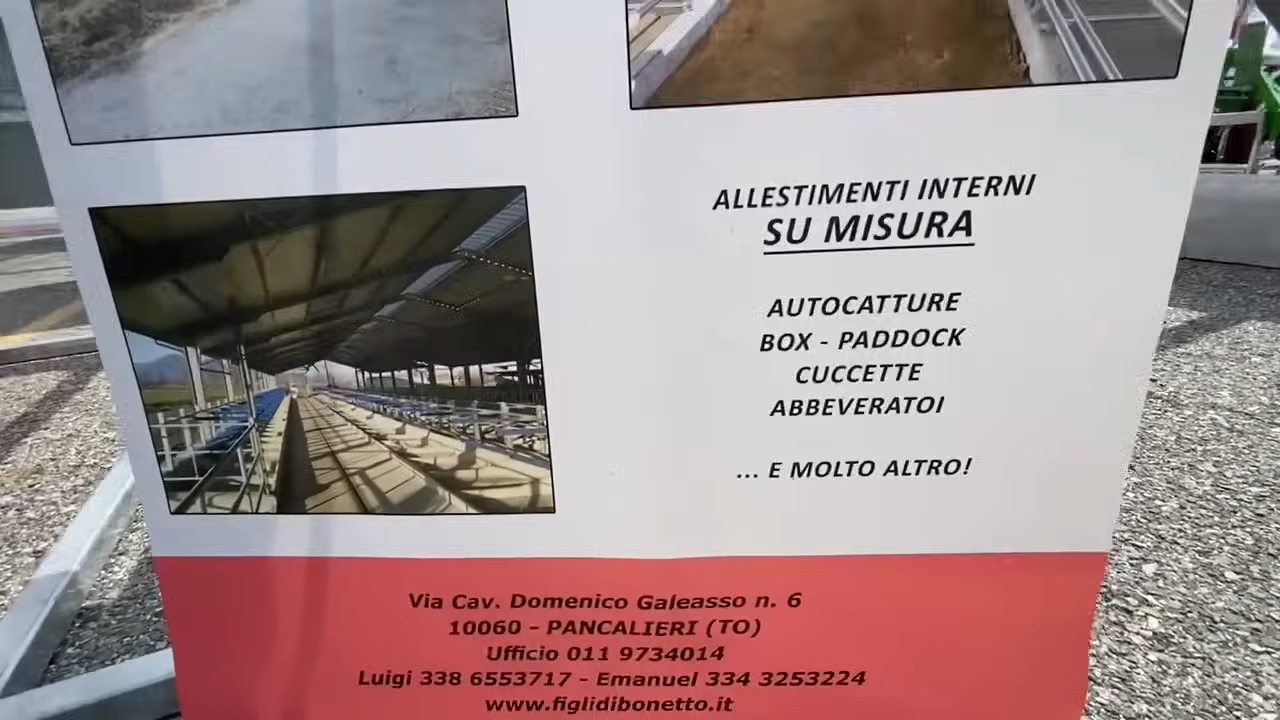 ALLESTIMENTI INTERNI
SU MISURA
AUTOCATTURE
BOX - PADDOCK
CUCCETTE
ABBEVERATOI
... E MOLTO ALTRO!
Via Cav. Domenico Galeasso n. 6
10060 - PANCALIERI (TO)
Ufficio 011 9734014
Luigi 338 6553717 - Emanuel 334 3253224
www.figlidibonetto.it